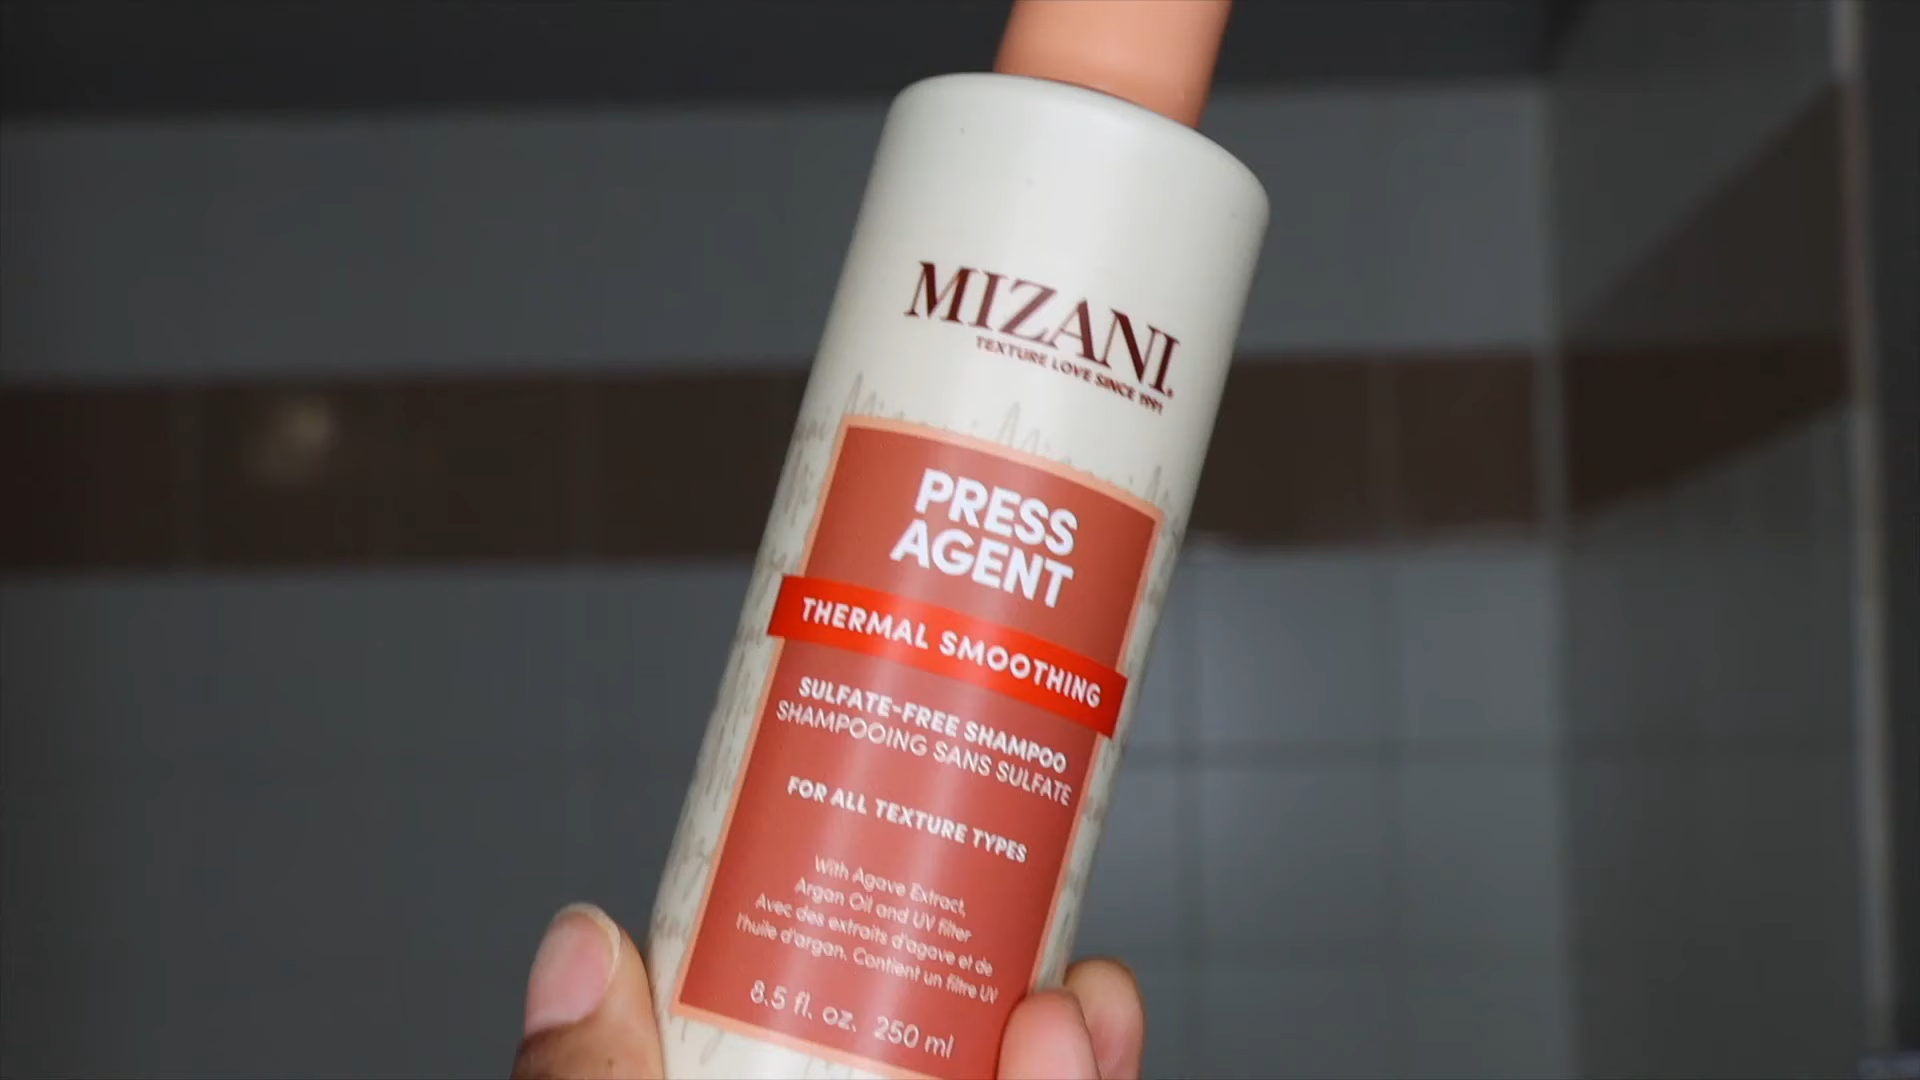 MIZANI
TEXTURE LOVE SINCE 1991
PRESS
AGENT
THERMAL SMOOTHING
SULFATE-FREE SHAMPOO
SHAMPOOING SANS SULFATE
FOR ALL TEXTURE TYPES
With Agave Extract,
Argan Oil and UV filter
Avec des extraits d'agave et de
l'huile d'argan. Contient un filtre UV
8.5 fl. oz. 250 ml